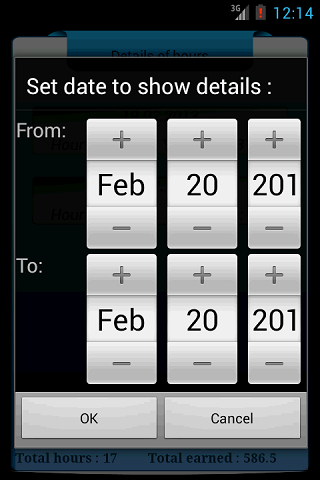 3G 12:14
Details of hours
Set date to show details :
From:
+ + +
Feb 20 201
− − −
To:
+ + +
Feb 20 201
− − −
OK Cancel
Total hours : 17 Total earned : 586.5